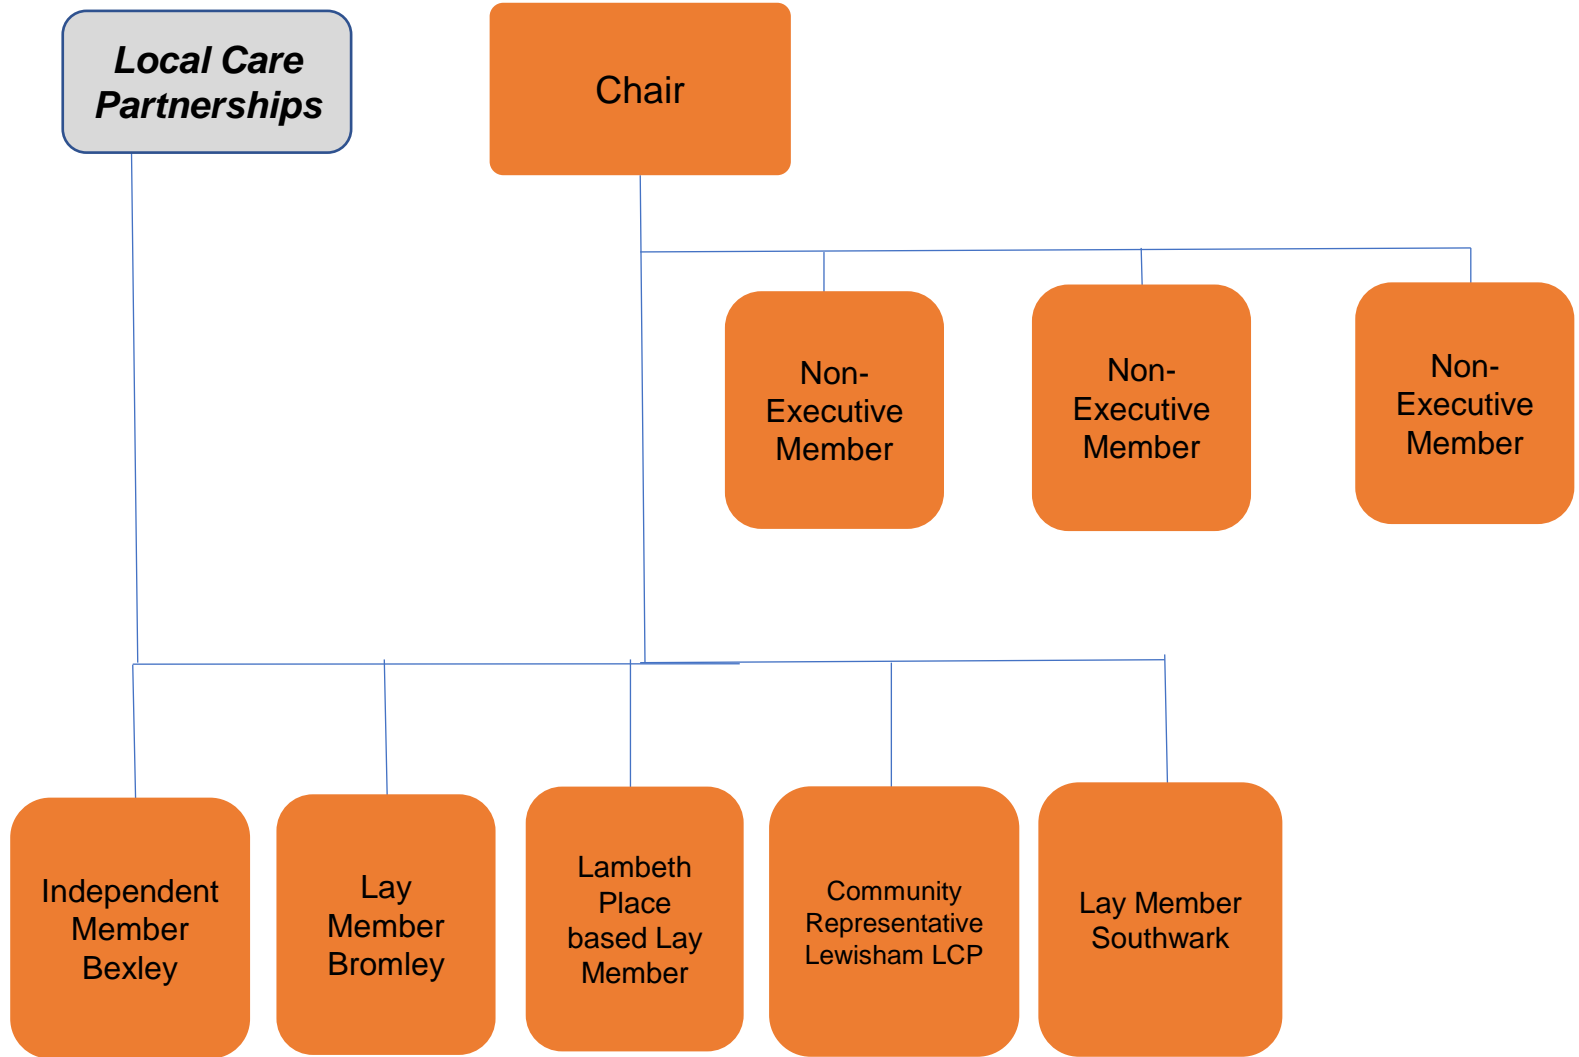 Local Care
Partnerships
Chair
Non-
Executive
Member
Non-
Executive
Member
Non-
Executive
Member
Independent
Member
Bexley
Lay
Member
Bromley
Lambeth
Place
based Lay
Member
Community
Representative
Lewisham LCP
Lay Member
Southwark